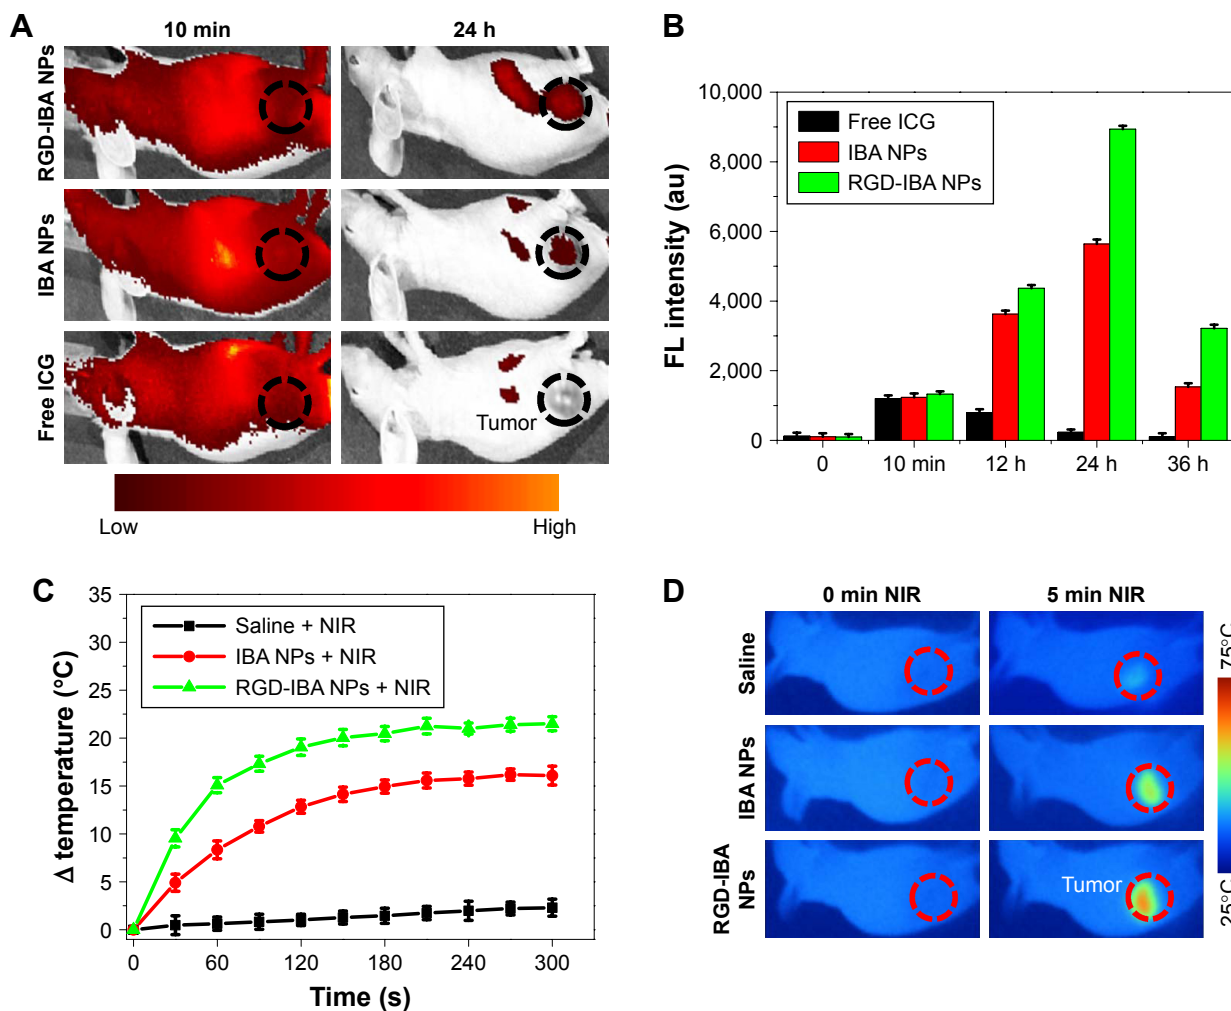 A
10 min
24 h
RGD-IBA NPs
IBA NPs
Free ICG
Tumor
Low
High
B
FL intensity (au)
10,000
8,000
6,000
4,000
2,000
0
Free ICG
IBA NPs
RGD-IBA NPs
0
10 min
12 h
24 h
36 h
C
Δ temperature (°C)
35
30
25
20
15
10
5
0
Saline + NIR
IBA NPs + NIR
RGD-IBA NPs + NIR
0
60
120
180
240
300
Time (s)
D
0 min NIR
5 min NIR
Saline
IBA NPs
RGD-IBA
NPs
Tumor
75°C
25°C